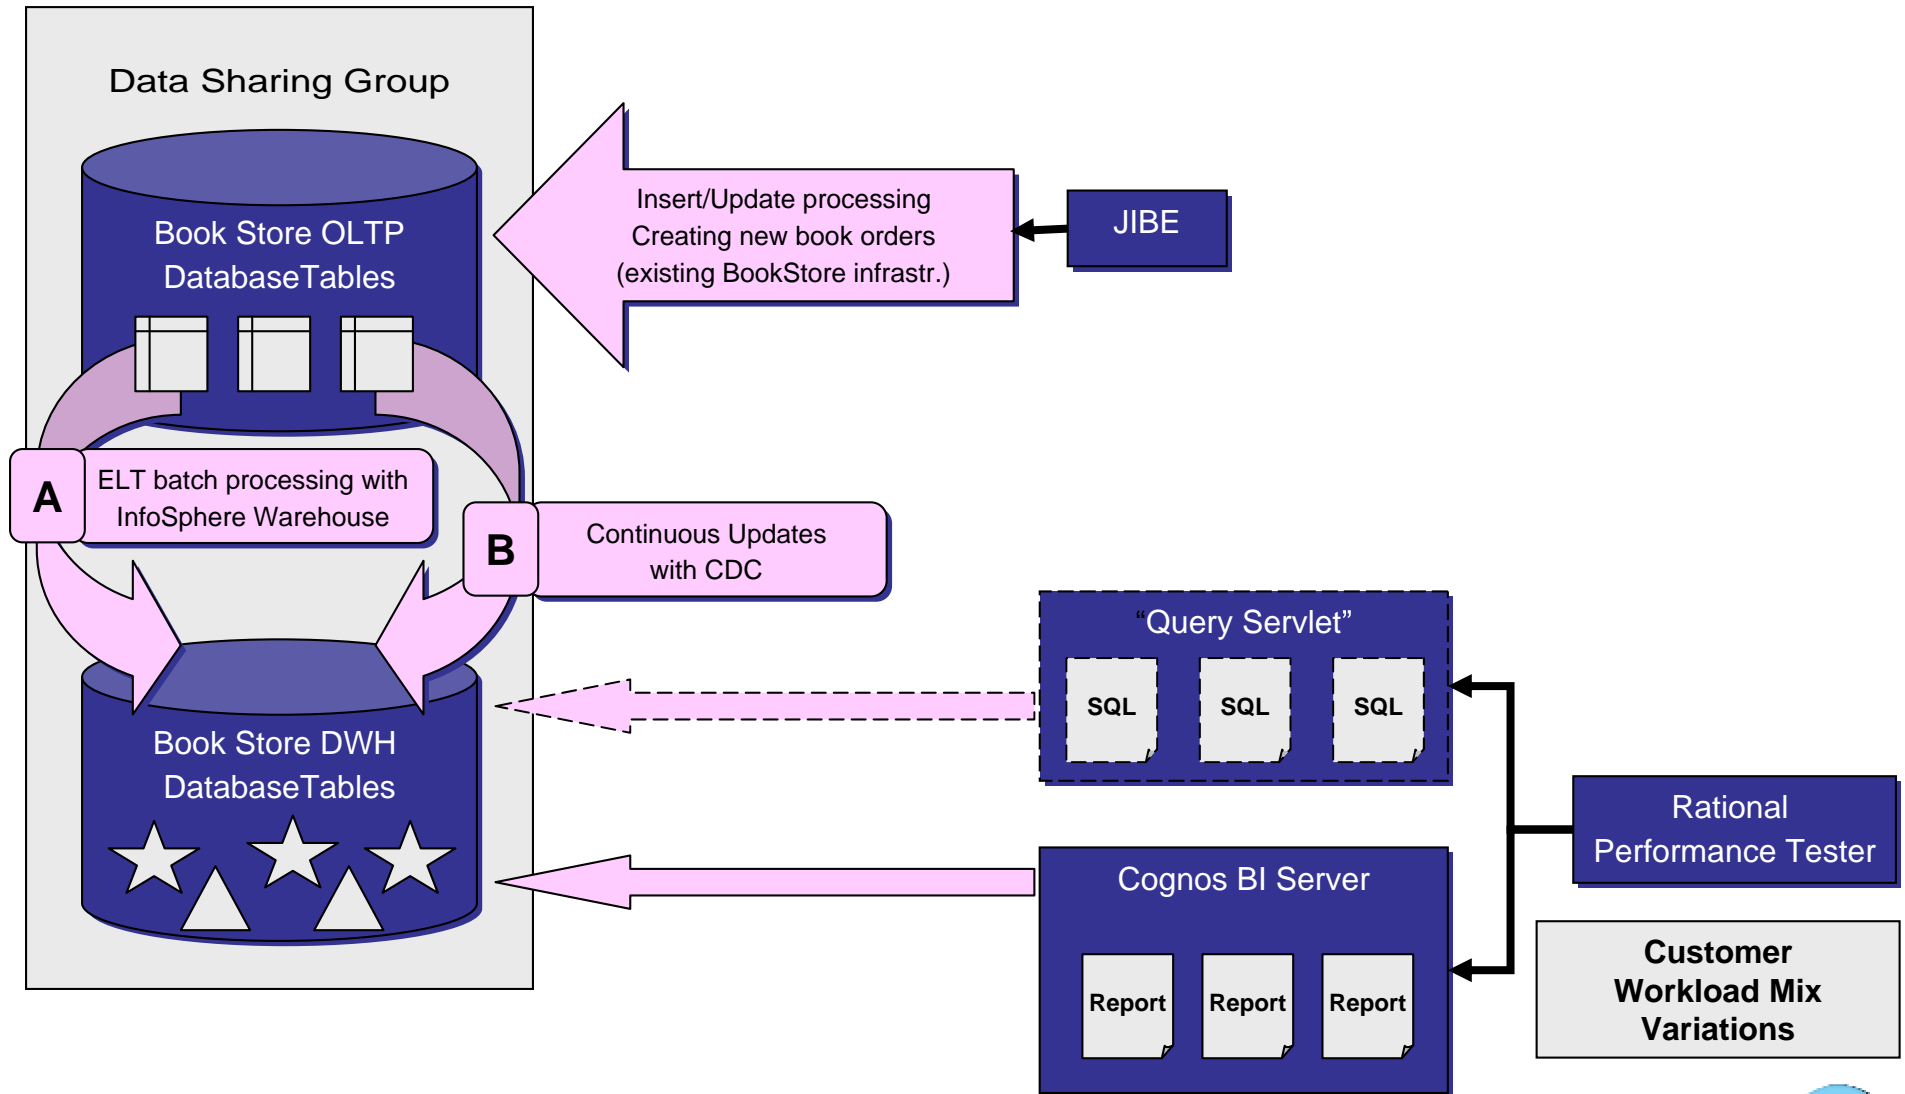 Data Sharing Group
Book Store OLTP
DatabaseTables
Insert/Update processing
Creating new book orders
(existing BookStore infrastr.)
JIBE
A
ELT batch processing with
InfoSphere Warehouse
B
Continuous Updates
with CDC
“Query Servlet”
SQL
SQL
SQL
Book Store DWH
DatabaseTables
Rational
Performance Tester
Cognos BI Server
Report
Report
Report
Customer
Workload Mix
Variations